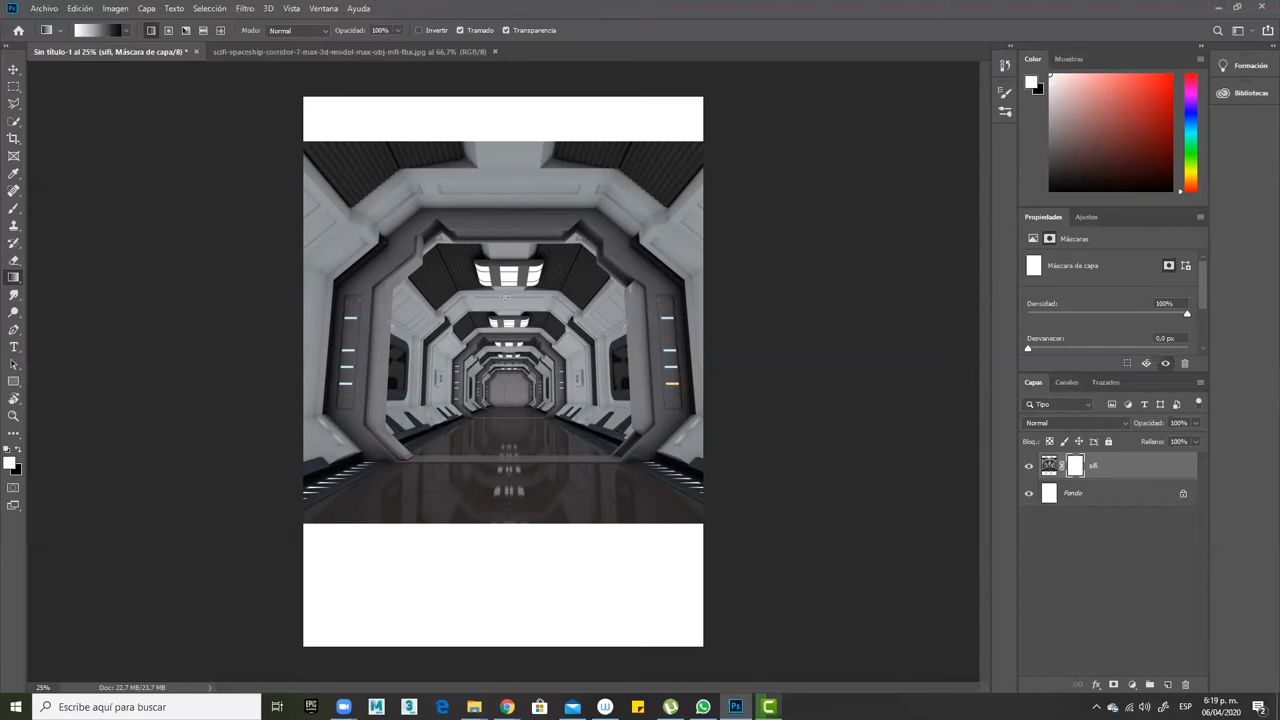 Ps Archivo Edición Imagen Capa Texto Selección Filtro 3D Vista Ventana Ayuda
Modo: Normal Opacidad: 100% Invertir Tramado Transparencia
Sin título-1 al 25% (sifi, Máscara de capa/8) * × scifi-spaceship-corridor-7-max-3d-model-max-obj-mtl-fbx.jpg al 66,7% (RGB/8) ×
Color Muestras
Formación
Bibliotecas
Propiedades Ajustes
Máscaras
Máscara de capa
Densidad: 100%
Desvanecer: 0,0 px
Capas Canales Trazados
Tipo
Normal Opacidad: 100%
Bloq.: Relleno: 100%
sifi
Fondo
25% Doc: 22,7 MB/23,7 MB
Escribe aquí para buscar
ESP
6:19 p. m.
06/04/2020